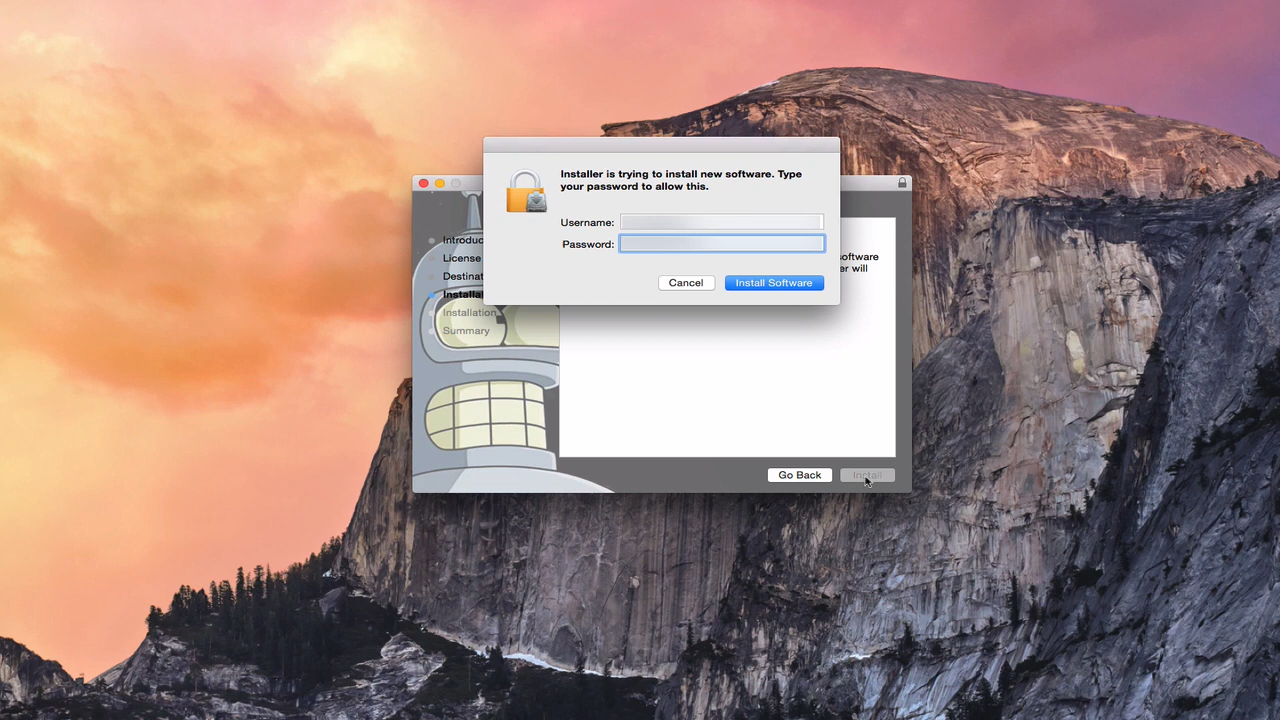 Installer is trying to install new software. Type
your password to allow this.
Username:
Password:
Cancel
Install Software
Introduc
License
Destinat
Installa
Installation
Summary
oftware
er will
Go Back
Install